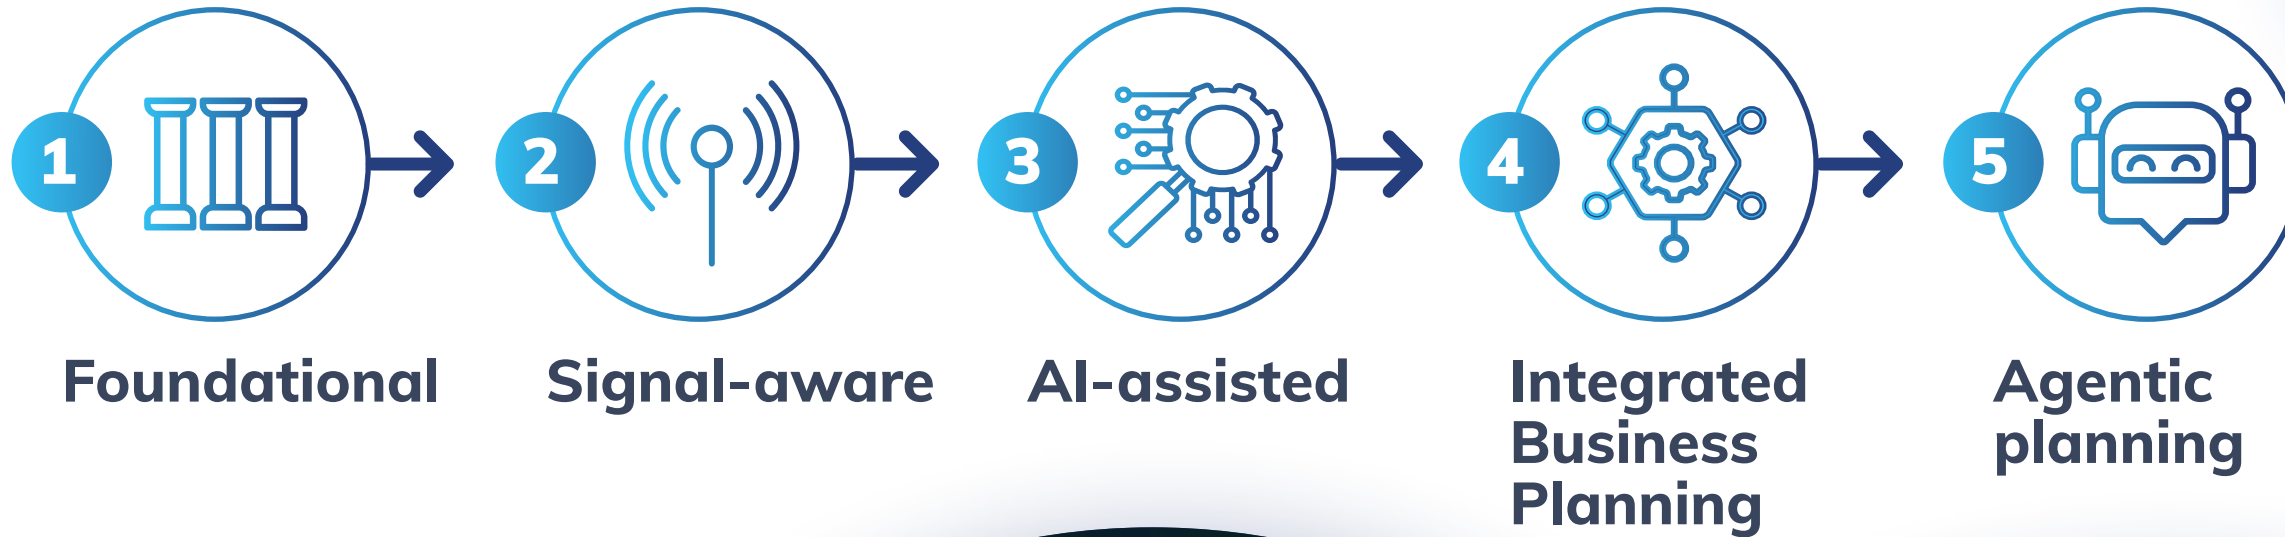 1
Foundational
2
Signal-aware
3
AI-assisted
4
Integrated
Business
Planning
5
Agentic
planning